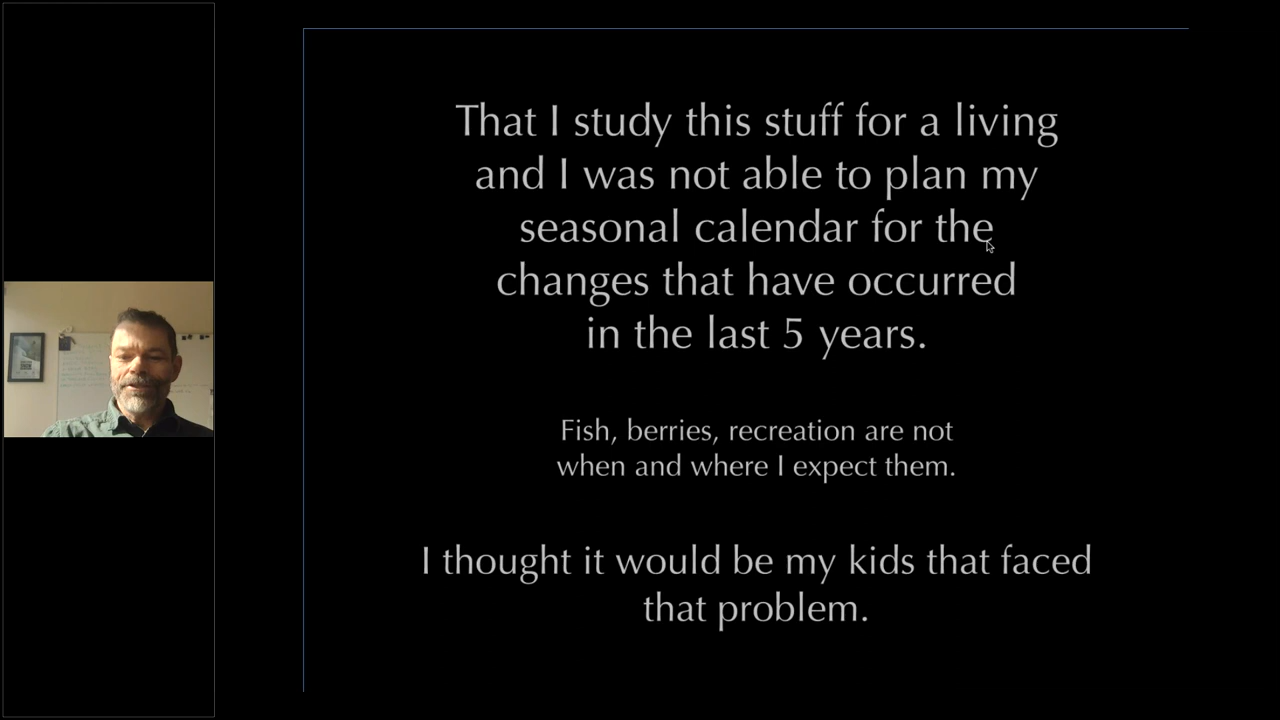 That I study this stuff for a living
and I was not able to plan my
seasonal calendar for the
changes that have occurred
in the last 5 years.
Fish, berries, recreation are not
when and where I expect them.
I thought it would be my kids that faced
that problem.